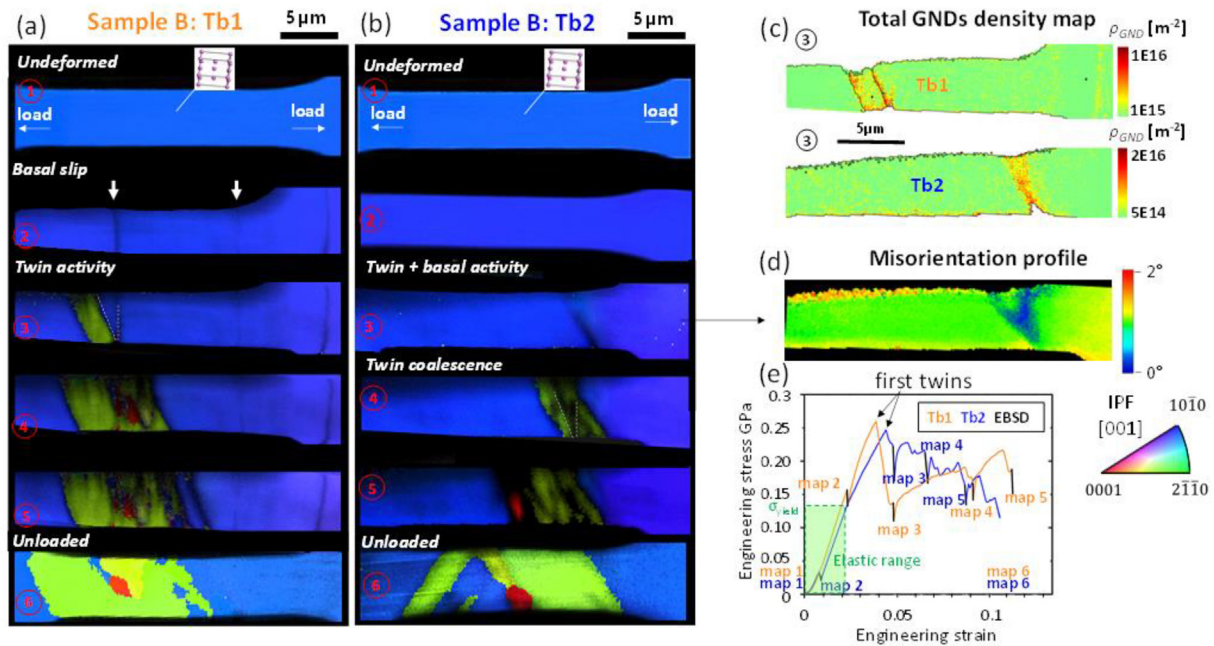 (a) Sample B: Tb1 5 µm
Undeformed
1
load load
Basal slip
2
Twin activity
3
4
5
Unloaded
6
(b) Sample B: Tb2 5 µm
Undeformed
1
load load
2
Twin + basal activity
3
Twin coalescence
4
5
Unloaded
6
(c) Total GNDs density map
3
Tb1
ρGND [m⁻²]
1E16
1E15
5µm
3
Tb2
ρGND [m⁻²]
2E16
5E14
(d) Misorientation profile
2°
0°
(e)
first twins
Engineering stress GPa
0.3
0.25
0.20
0.15
0.10
0.05
0
Tb1 Tb2 EBSD
map 2
map 4
map 3
map 5
map 4
map 5
map 3
σyield
Elastic range
map 1
map 1
map 2
map 6
map 6
0 0.05 0.1
Engineering strain
IPF
[001]
101̅0
0001
21̅1̅0